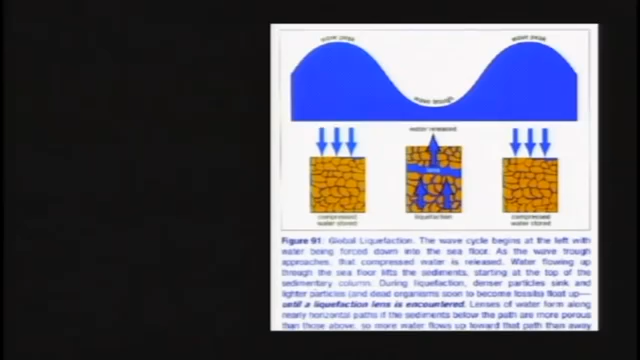 wave peak
wave peak
wave trough
water released
lens
compressed
water stored
liquefaction
compressed
water stored
Figure 91: Global Liquefaction. The wave cycle begins at the left with
water being forced down into the sea floor. As the wave trough
approaches, that compressed water is released. Water flowing up
through the sea floor lifts the sediments, starting at the top of the
sedimentary column. During liquefaction, denser particles sink and
lighter particles (and dead organisms soon to become fossils) float up—
until a liquefaction lens is encountered. Lenses of water form along
nearly horizontal paths if the sediments below the path are more porous
than those above, so more water flows up toward that path than away